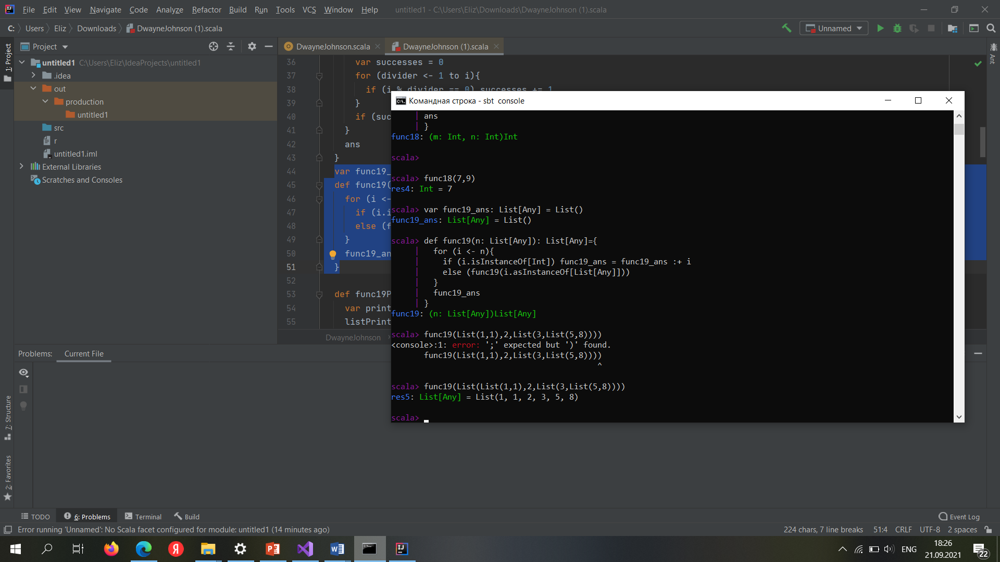 File Edit View Navigate Code Analyze Refactor Build Run Tools VCS Window Help untitled1 - C:\Users\Eliz\Downloads\DwayneJohnson (1).scala
C: Users Eliz Downloads DwayneJohnson (1).scala Unnamed
Project DwayneJohnson.scala DwayneJohnson (1).scala
1: Project
Ant
untitled1 C:\Users\Eliz\IdeaProjects\untitled1
.idea
out
production
untitled1
src
r
untitled1.iml
External Libraries
Scratches and Consoles
36 var successes = 0
37 for (divider <- 1 to i){
38 if (i % divider == 0) successes += 1
39 }
40 if (suc
41 }
42 ans
43 }
44 var func19_
45 def func19(
46 for (i <-
47 if (i.i
48 else (f
49 }
50 func19_an
51 }
52
53 def func19P
54 var print
55 listPrint
DwayneJohnson
Командная строка - sbt console
| ans
| }
func18: (m: Int, n: Int)Int
scala>
scala> func18(7,9)
res4: Int = 7
scala> var func19_ans: List[Any] = List()
func19_ans: List[Any] = List()
scala> def func19(n: List[Any]): List[Any]={
| for (i <- n){
| if (i.isInstanceOf[Int]) func19_ans = func19_ans :+ i
| else (func19(i.asInstanceOf[List[Any]]))
| }
| func19_ans
| }
func19: (n: List[Any])List[Any]
scala> func19(List(1,1),2,List(3,List(5,8))))
<console>:1: error: ';' expected but ')' found.
func19(List(1,1),2,List(3,List(5,8))))
^
scala> func19(List(List(1,1),2,List(3,List(5,8))))
res5: List[Any] = List(1, 1, 2, 3, 5, 8)
scala>
Problems: Current File
7: Structure
2: Favorites
TODO 6: Problems Terminal Build Event Log
Error running 'Unnamed': No Scala facet configured for module: untitled1 (14 minutes ago) 224 chars, 7 line breaks 51:4 CRLF UTF-8 2 spaces
ENG 18:26
21.09.2021
22